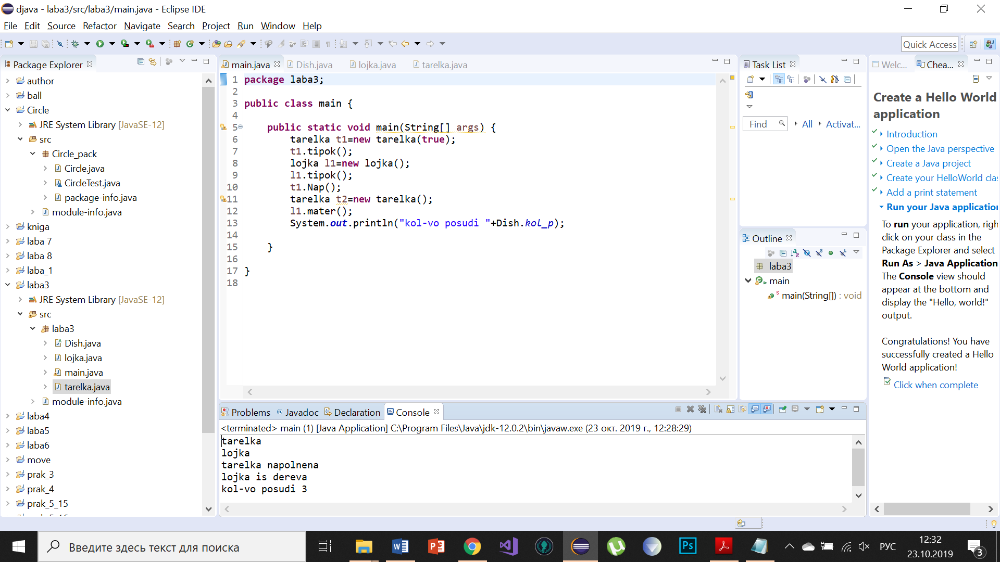 djava - laba3/src/laba3/main.java - Eclipse IDE
File Edit Source Refactor Navigate Search Project Run Window Help
Quick Access
Package Explorer
author
ball
Circle
JRE System Library [JavaSE-12]
src
Circle_pack
Circle.java
CircleTest.java
package-info.java
module-info.java
kniga
laba 7
laba 8
laba_1
laba3
JRE System Library [JavaSE-12]
src
laba3
Dish.java
lojka.java
main.java
tarelka.java
module-info.java
laba4
laba5
laba6
move
prak_3
prak_4
prak_5_15
main.java Dish.java lojka.java tarelka.java
1 package laba3;
2
3 public class main {
4
5 public static void main(String[] args) {
6 tarelka t1=new tarelka(true);
7 t1.tipok();
8 lojka l1=new lojka();
9 l1.tipok();
10 t1.Nap();
11 tarelka t2=new tarelka();
12 l1.mater();
13 System.out.println("kol-vo posudi "+Dish.kol_p);
14
15 }
16
17 }
18
Task List
Find All Activat...
Outline
laba3
main
main(String[]) : void
Welc... Chea...
Create a Hello World
application
Introduction
Open the Java perspective
Create a Java project
Create your HelloWorld clas
Add a print statement
Run your Java application
To run your application, righ
click on your class in the
Package Explorer and select
Run As > Java Application
The Console view should
appear at the bottom and
display the "Hello, world!"
output.
Congratulations! You have
successfully created a Hello
World application!
Click when complete
Problems @ Javadoc Declaration Console
<terminated> main (1) [Java Application] C:\Program Files\Java\jdk-12.0.2\bin\javaw.exe (23 окт. 2019 г., 12:28:29)
tarelka
lojka
tarelka napolnena
lojka is dereva
kol-vo posudi 3
Введите здесь текст для поиска
Ps
РУС
12:32
23.10.2019
3